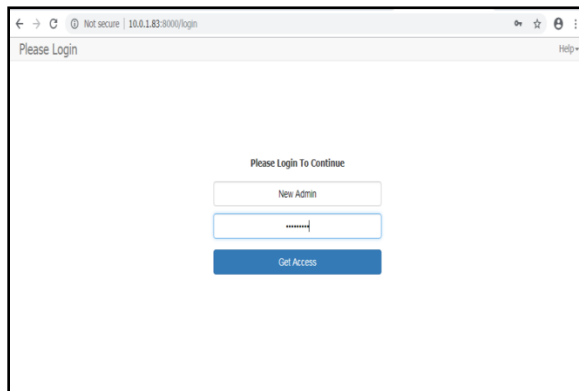 Not secure | 10.0.1.83:8000/login
Please Login
Help
Please Login To Continue
New Admin
•••••••••
Get Access